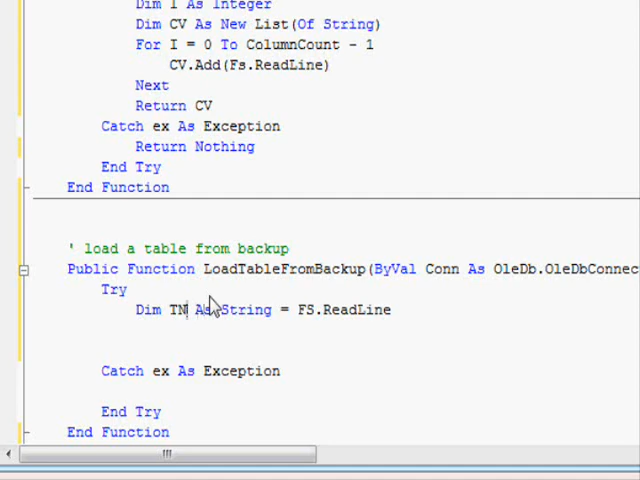 Dim I As Integer
Dim CV As New List(Of String)
For I = 0 To ColumnCount - 1
CV.Add(Fs.ReadLine)
Next
Return CV
Catch ex As Exception
Return Nothing
End Try
End Function
' load a table from backup
Public Function LoadTableFromBackup(ByVal Conn As OleDb.OleDbConnec
Try
Dim TN As String = FS.ReadLine
Catch ex As Exception
End Try
End Function